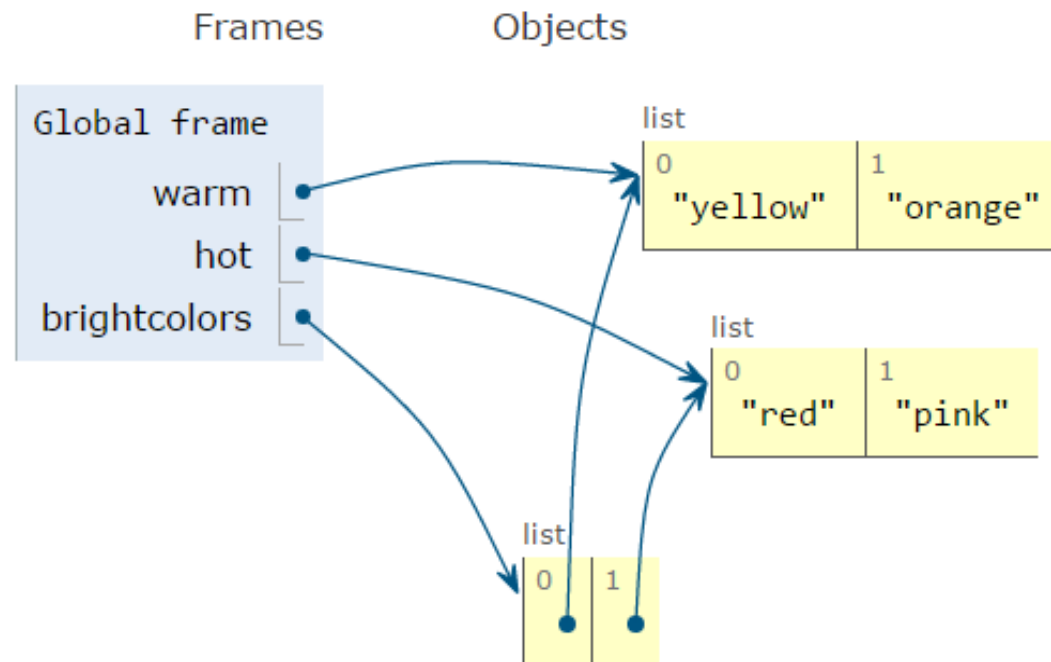 Frames Objects
Global frame
warm
hot
brightcolors
list
0 1
"yellow" "orange"
list
0 1
"red" "pink"
list
0 1